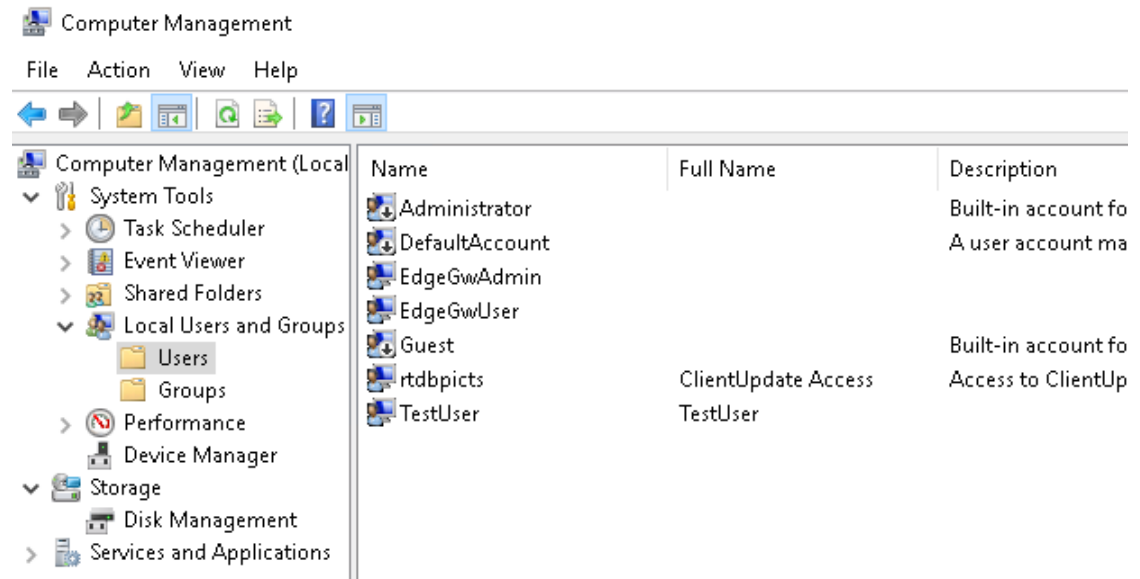 Computer Management
File Action View Help
Computer Management (Local
System Tools
Task Scheduler
Event Viewer
Shared Folders
Local Users and Groups
Users
Groups
Performance
Device Manager
Storage
Disk Management
Services and Applications
Name Full Name Description
Administrator Built-in account fo
DefaultAccount A user account ma
EdgeGwAdmin
EdgeGwUser
Guest Built-in account fo
rtdbpicts ClientUpdate Access Access to ClientUp
TestUser TestUser